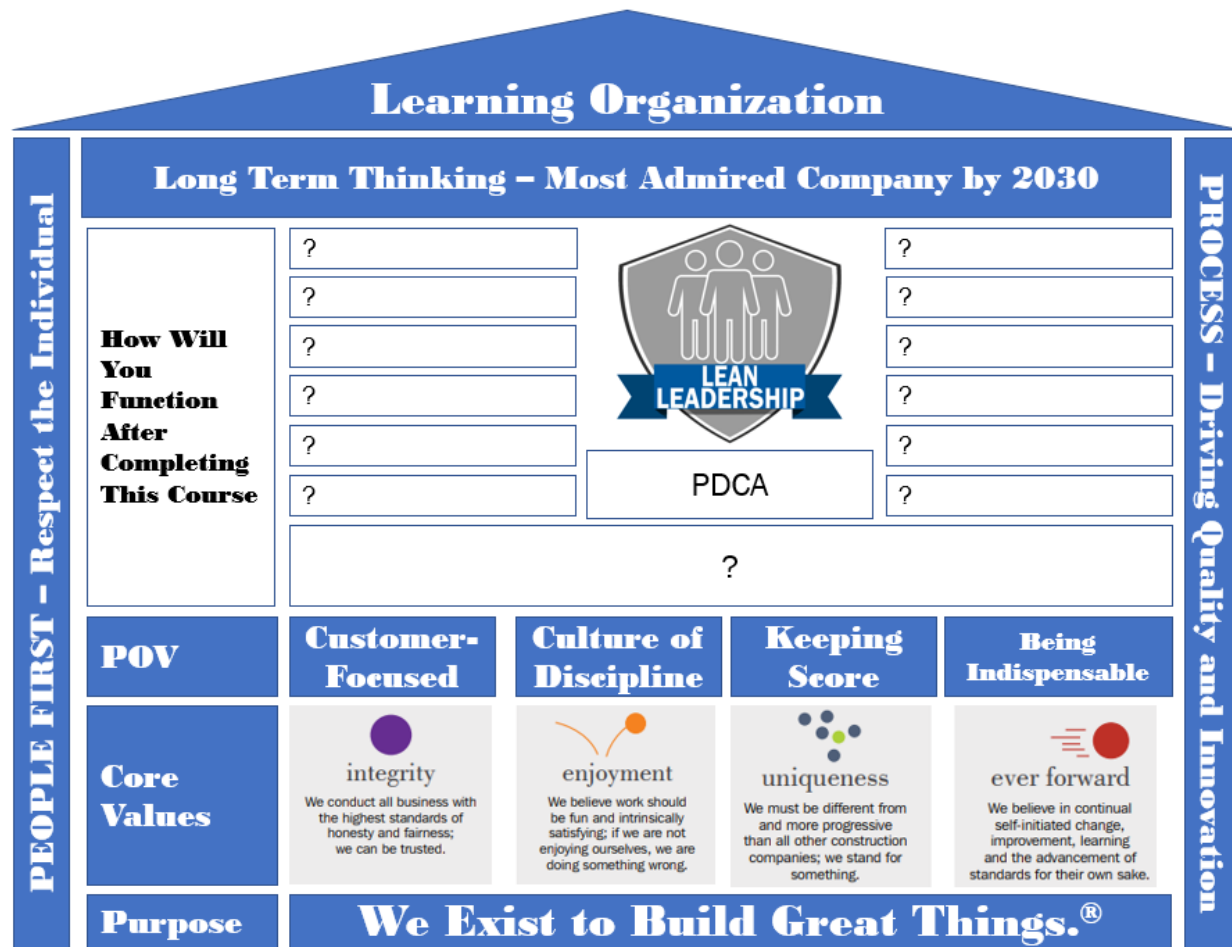 Learning Organization
Long Term Thinking – Most Admired Company by 2030
PEOPLE FIRST – Respect the Individual
How Will
You
Function
After
Completing
This Course
?
?
?
?
?
?
LEAN
LEADERSHIP
PDCA
?
?
?
?
?
?
?
PROCESS – Driving Quality and Innovation
POV
Customer-
Focused
Culture of
Discipline
Keeping
Score
Being
Indispensable
Core
Values
integrity
We conduct all business with
the highest standards of
honesty and fairness;
we can be trusted.
enjoyment
We believe work should
be fun and intrinsically
satisfying; if we are not
enjoying ourselves, we are
doing something wrong.
uniqueness
We must be different from
and more progressive
than all other construction
companies; we stand for
something.
ever forward
We believe in continual
self-initiated change,
improvement, learning
and the advancement of
standards for their own sake.
Purpose
We Exist to Build Great Things.®